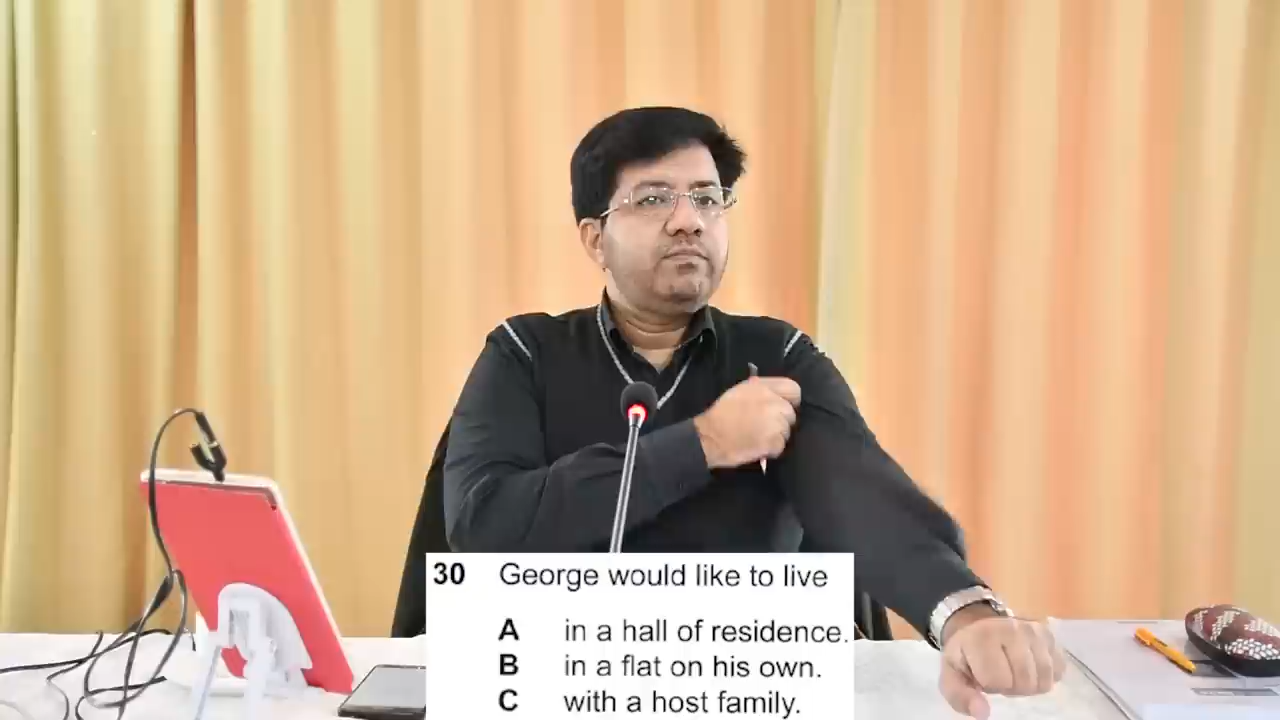 30 George would like to live
A in a hall of residence.
B in a flat on his own.
C with a host family.